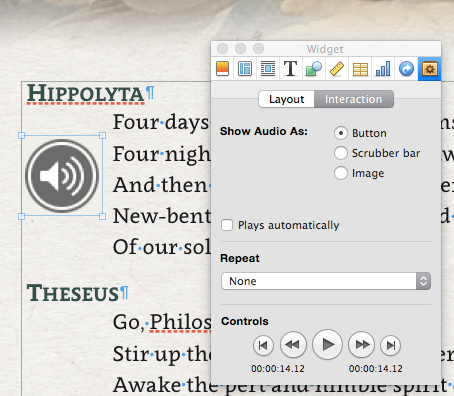 Widget
HIPPOLYTA¶
Four days
Four nigh
And then
New-bent
Of our sol
THESEUS¶
Go, Philos
Stir up the
Awake the pert and nimble spirit
Layout Interaction
Show Audio As: Button
Scrubber bar
Image
Plays automatically
Repeat
None
Controls
00:00:14.12 00:00:14.12